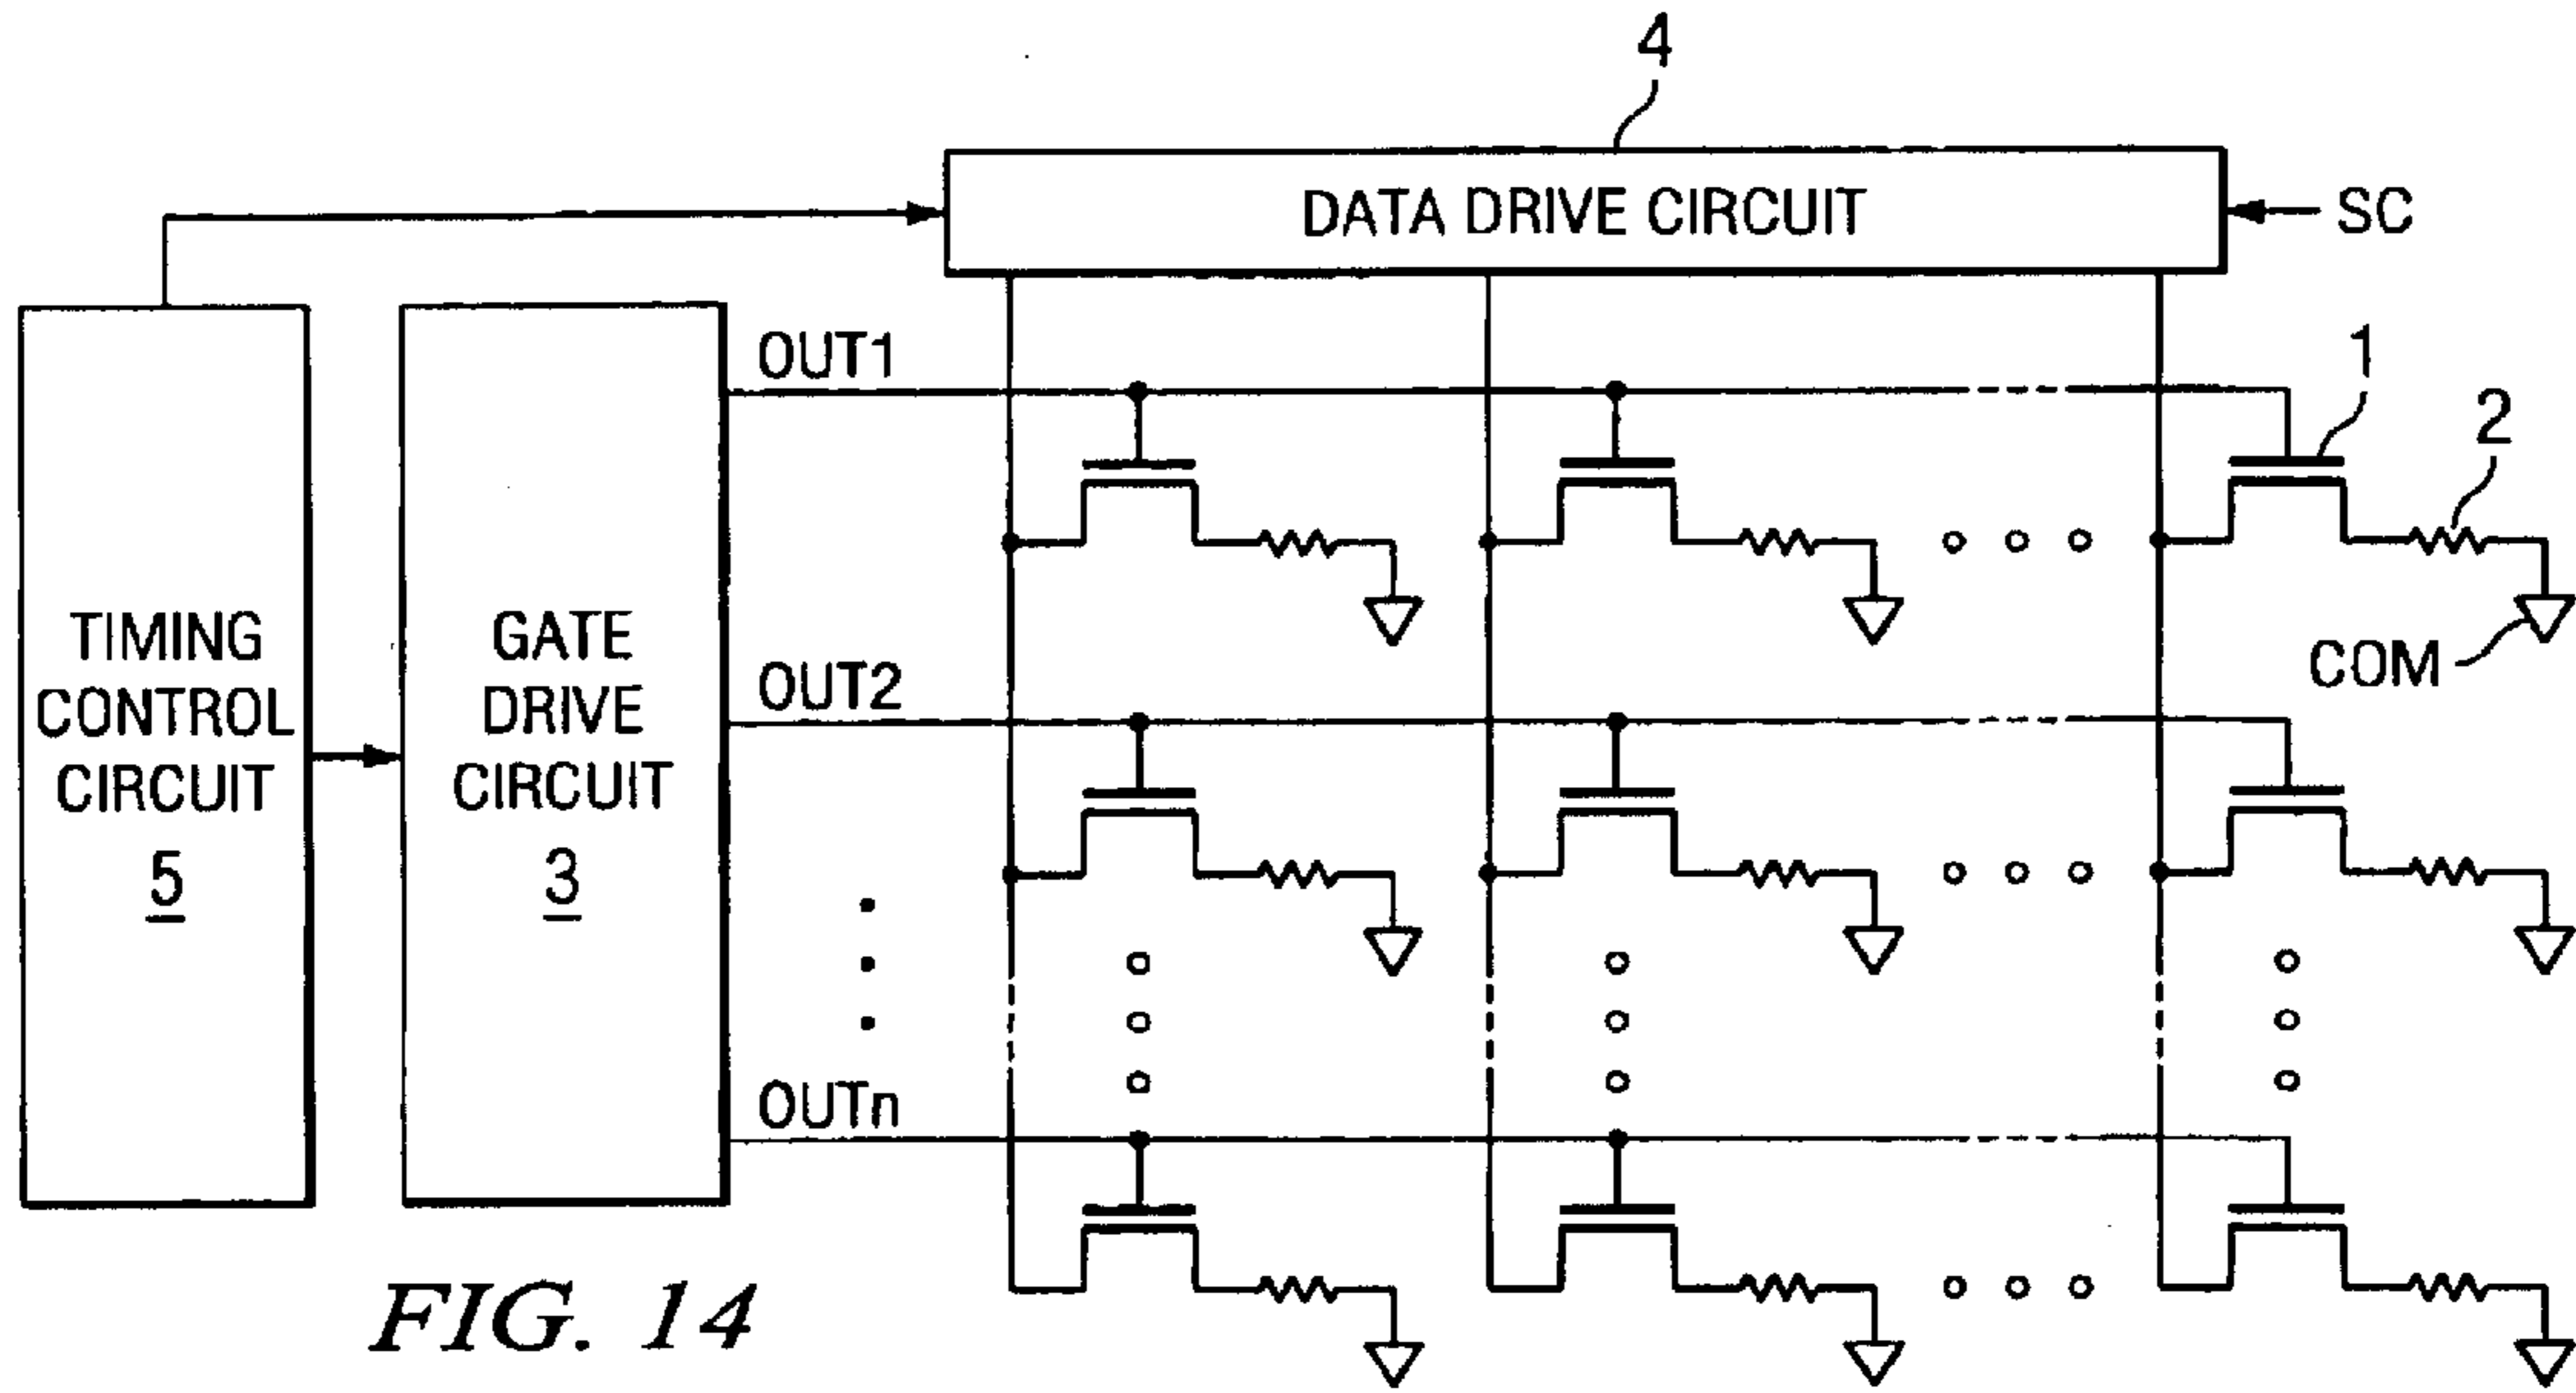 4
DATA DRIVE CIRCUIT
SC
OUT1
1
2
TIMING
CONTROL
CIRCUIT
5
GATE
DRIVE
CIRCUIT
3
COM
OUT2
OUTn
FIG. 14